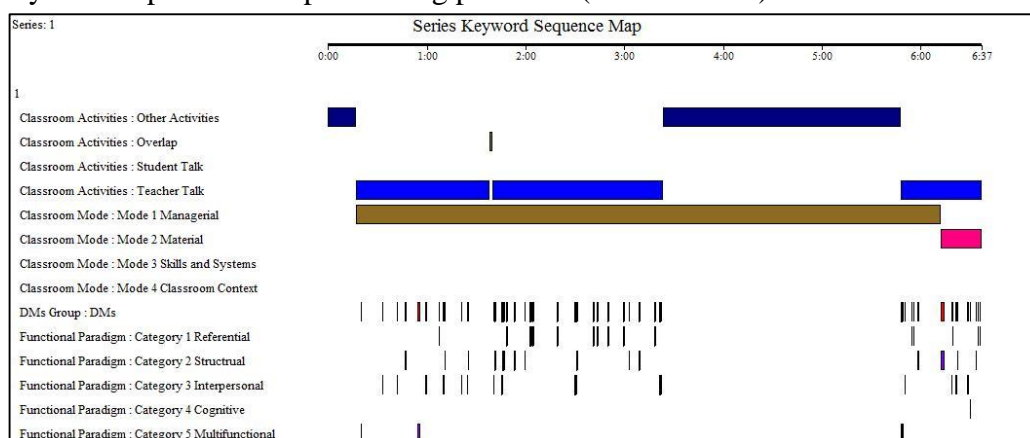 Series: 1
Series Keyword Sequence Map
0:00 1:00 2:00 3:00 4:00 5:00 6:00 6:37
1
Classroom Activities : Other Activities
Classroom Activities : Overlap
Classroom Activities : Student Talk
Classroom Activities : Teacher Talk
Classroom Mode : Mode 1 Managerial
Classroom Mode : Mode 2 Material
Classroom Mode : Mode 3 Skills and Systems
Classroom Mode : Mode 4 Classroom Context
DMs Group : DMs
Functional Paradigm : Category 1 Referential
Functional Paradigm : Category 2 Structrual
Functional Paradigm : Category 3 Interpersonal
Functional Paradigm : Category 4 Cognitive
Functional Paradigm : Category 5 Multifunctional